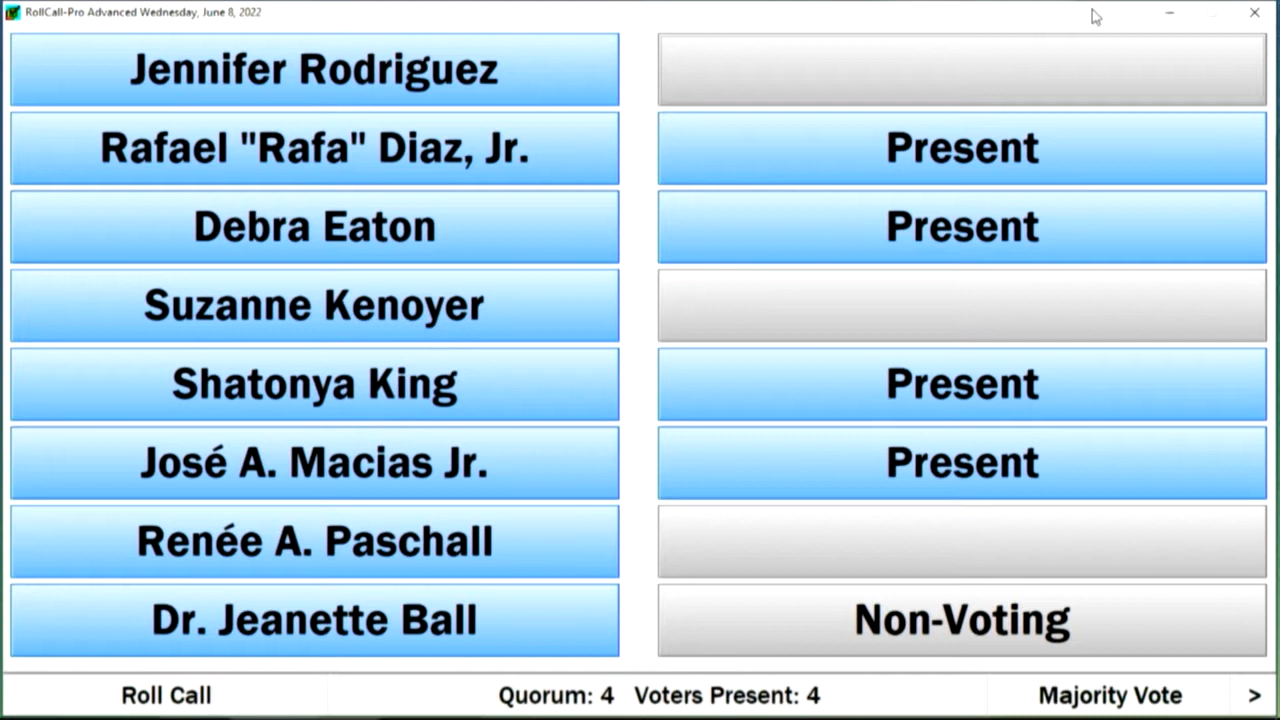 RollCall-Pro Advanced Wednesday, June 8, 2022
Jennifer Rodriguez
Rafael "Rafa" Diaz, Jr. Present
Debra Eaton Present
Suzanne Kenoyer
Shatonya King Present
José A. Macias Jr. Present
Renée A. Paschall
Dr. Jeanette Ball Non-Voting
Roll Call Quorum: 4 Voters Present: 4 Majority Vote >